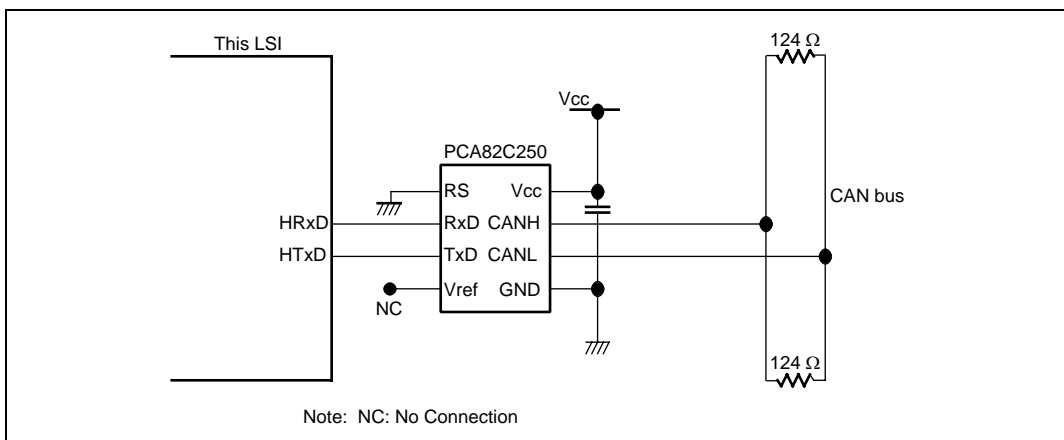 This LSI
124 Ω
Vcc
PCA82C250
RS Vcc
CAN bus
HRxD RxD CANH
HTxD TxD CANL
Vref GND
NC
124 Ω
Note: NC: No Connection